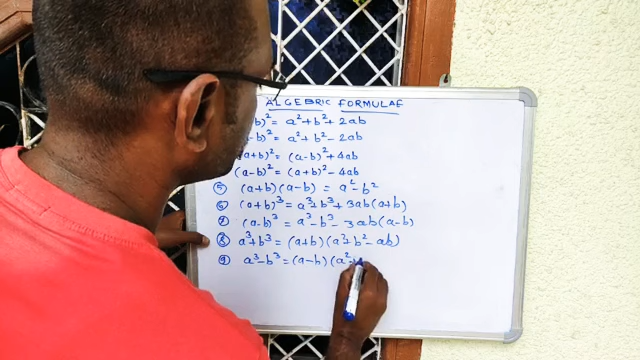 ALGEBRIC FORMULAE
b)² = a² + b² + 2ab
- b)² = a² + b² - 2ab
a+b)² = (a-b)² + 4ab
(a-b)² = (a+b)² - 4ab
⑤ (a+b)(a-b) = a² - b²
⑥ (a+b)³ = a³ + b³ + 3ab(a+b)
⑦ (a-b)³ = a³ - b³ - 3ab(a-b)
⑧ a³+b³ = (a+b)(a²+b²-ab)
⑨ a³-b³ = (a-b)(a²+